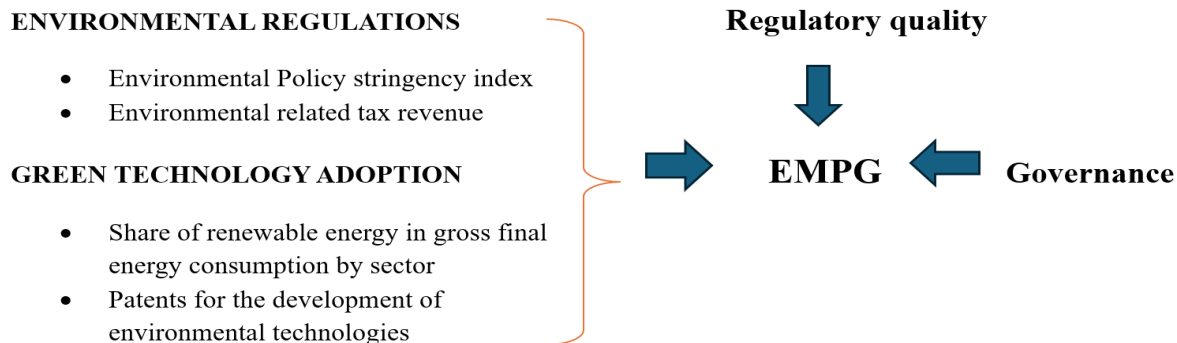 ENVIRONMENTAL REGULATIONS
• Environmental Policy stringency index
• Environmental related tax revenue
GREEN TECHNOLOGY ADOPTION
• Share of renewable energy in gross final
energy consumption by sector
• Patents for the development of
environmental technologies
Regulatory quality
EMPG
Governance